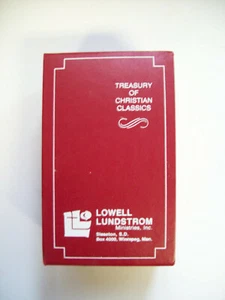 TREASURY
OF
CHRISTIAN
CLASSICS
LOWELL
LUNDSTROM
Ministries, Inc.
Sisseton, S.D.
Box 4000, Winnipeg, Man.